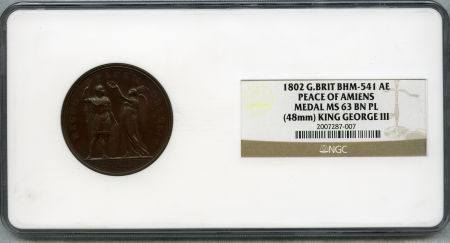 1802 G.BRIT BHM-541 AE
PEACE OF AMIENS
MEDAL MS 63 BN PL
(48mm) KING GEORGE III
2007287-007
NGC